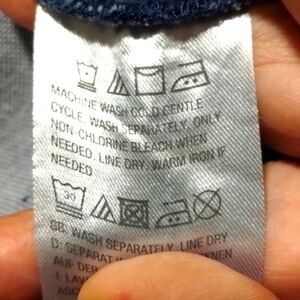 MACHINE WASH COLD GENTLE
CYCLE. WASH SEPARATELY. ONLY
NON-CHLORINE BLEACH WHEN
NEEDED. LINE DRY. WARM IRON IF
NEEDED
30
GB: WASH SEPARATELY. LINE DRY
D: SEPARAT
AUF DER
F: LAV